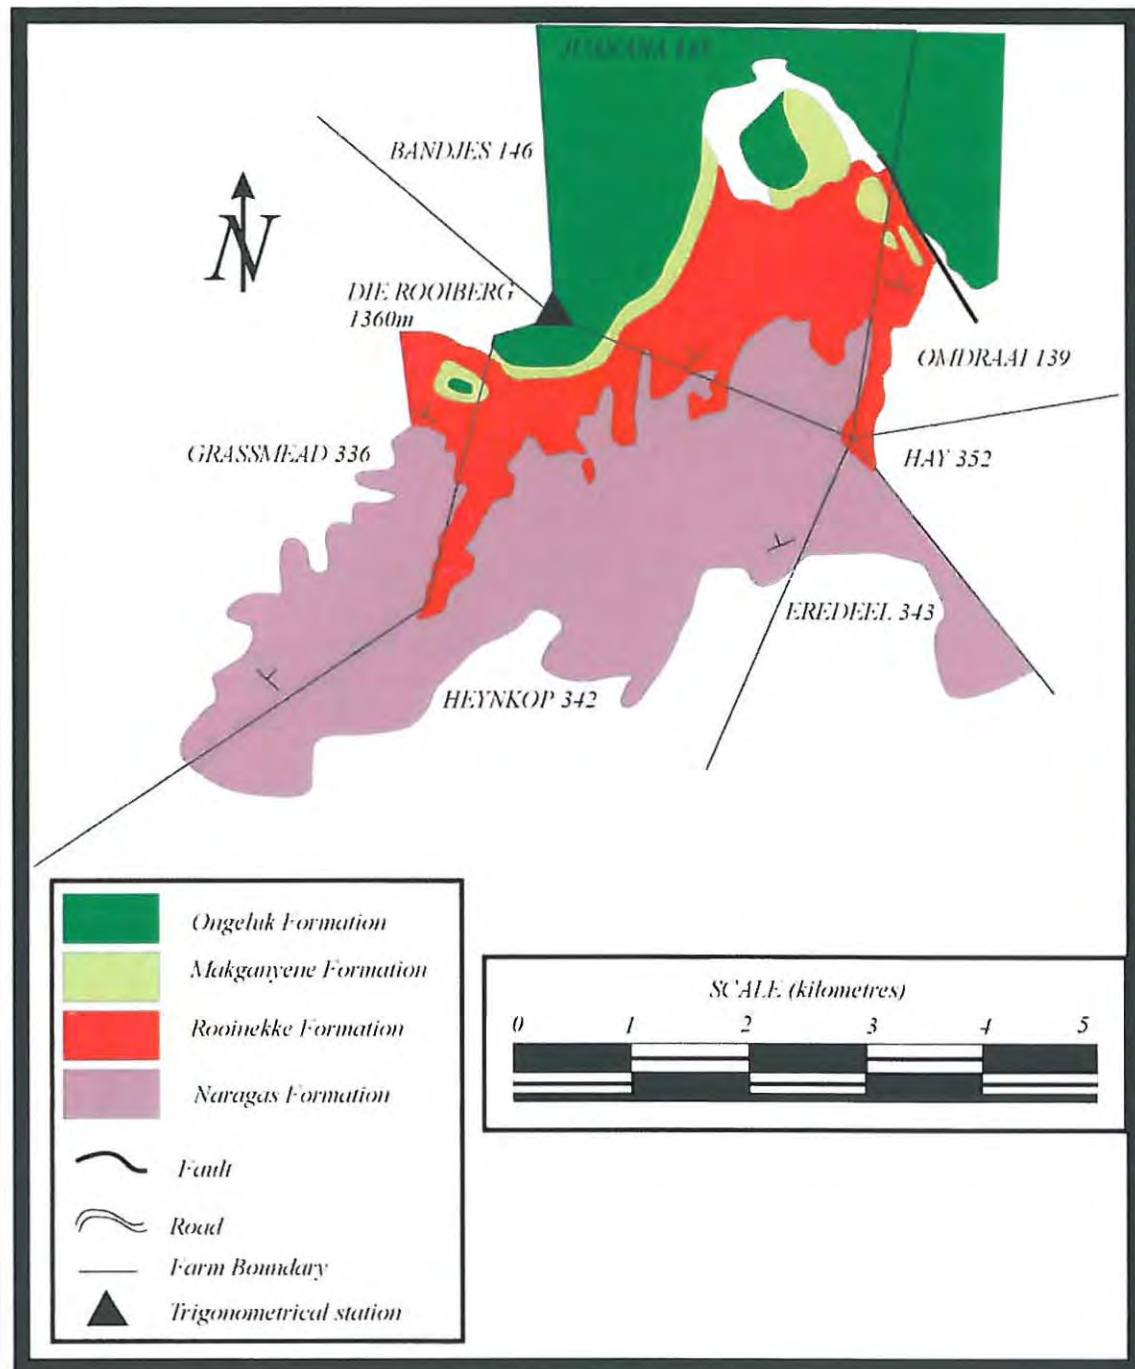 BANDJES 146
N
DIE ROOIBERG
1360m
OMDRAAI 139
GRASSMEAD 336
HAY 352
EREDEEL 343
HEYNKOP 342
Ongeluk Formation
Makganyene Formation
Rooinekke Formation
Naragas Formation
Fault
Road
Farm Boundary
Trigonometrical station
SCALE (kilometres)
0 1 2 3 4 5